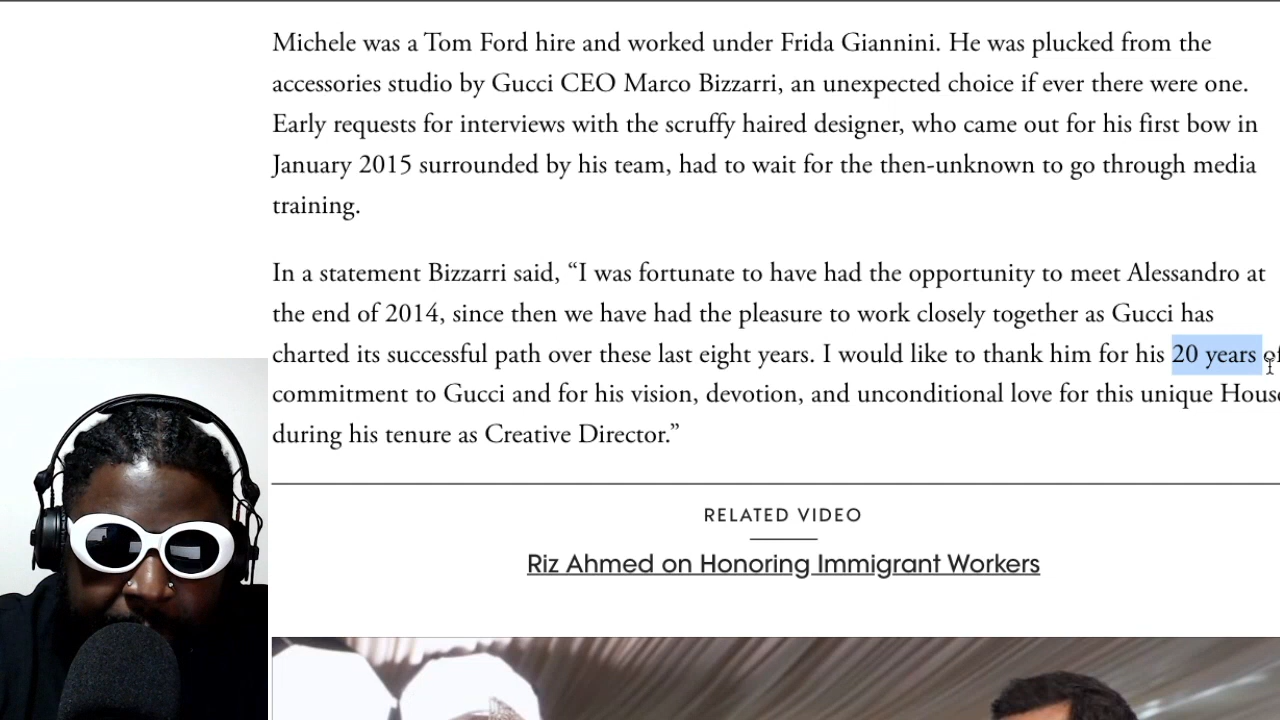 Michele was a Tom Ford hire and worked under Frida Giannini. He was plucked from the
accessories studio by Gucci CEO Marco Bizzarri, an unexpected choice if ever there were one.
Early requests for interviews with the scruffy haired designer, who came out for his first bow in
January 2015 surrounded by his team, had to wait for the then-unknown to go through media
training.
In a statement Bizzarri said, “I was fortunate to have had the opportunity to meet Alessandro at
the end of 2014, since then we have had the pleasure to work closely together as Gucci has
charted its successful path over these last eight years. I would like to thank him for his 20 years of
commitment to Gucci and for his vision, devotion, and unconditional love for this unique House
during his tenure as Creative Director.”
RELATED VIDEO
Riz Ahmed on Honoring Immigrant Workers